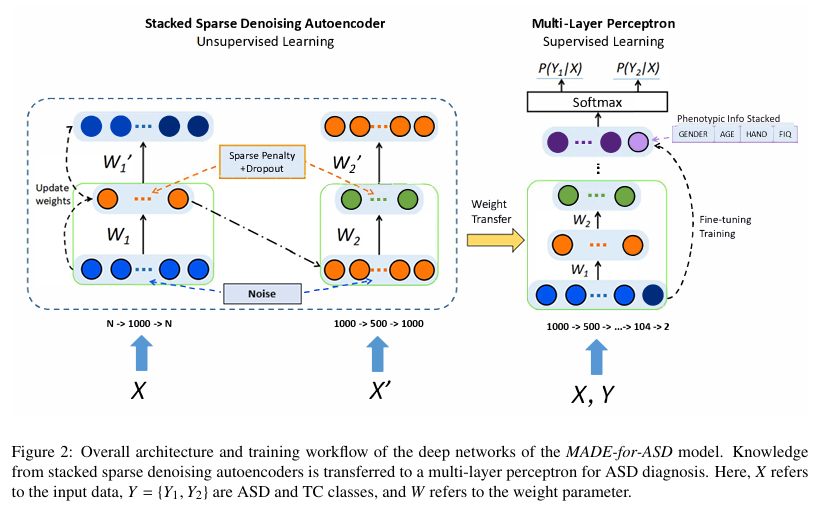 Stacked Sparse Denoising Autoencoder
Unsupervised Learning
Multi-Layer Perceptron
Supervised Learning
P(Y₁|X)
P(Y₂|X)
Softmax
Phenotypic Info Stacked
GENDER AGE HAND FIQ
W₁′
Sparse Penalty
+Dropout
W₂′
Update
weights
W₁
W₂
Noise
Weight
Transfer
W₂
W₁
Fine-tuning
Training
N -> 1000 -> N
1000 -> 500 -> 1000
1000 -> 500 -> ...-> 104 -> 2
X
X′
X, Y
Figure 2: Overall architecture and training workflow of the deep networks of the MADE-for-ASD model. Knowledge
from stacked sparse denoising autoencoders is transferred to a multi-layer perceptron for ASD diagnosis. Here, X refers
to the input data, Y = {Y₁, Y₂} are ASD and TC classes, and W refers to the weight parameter.